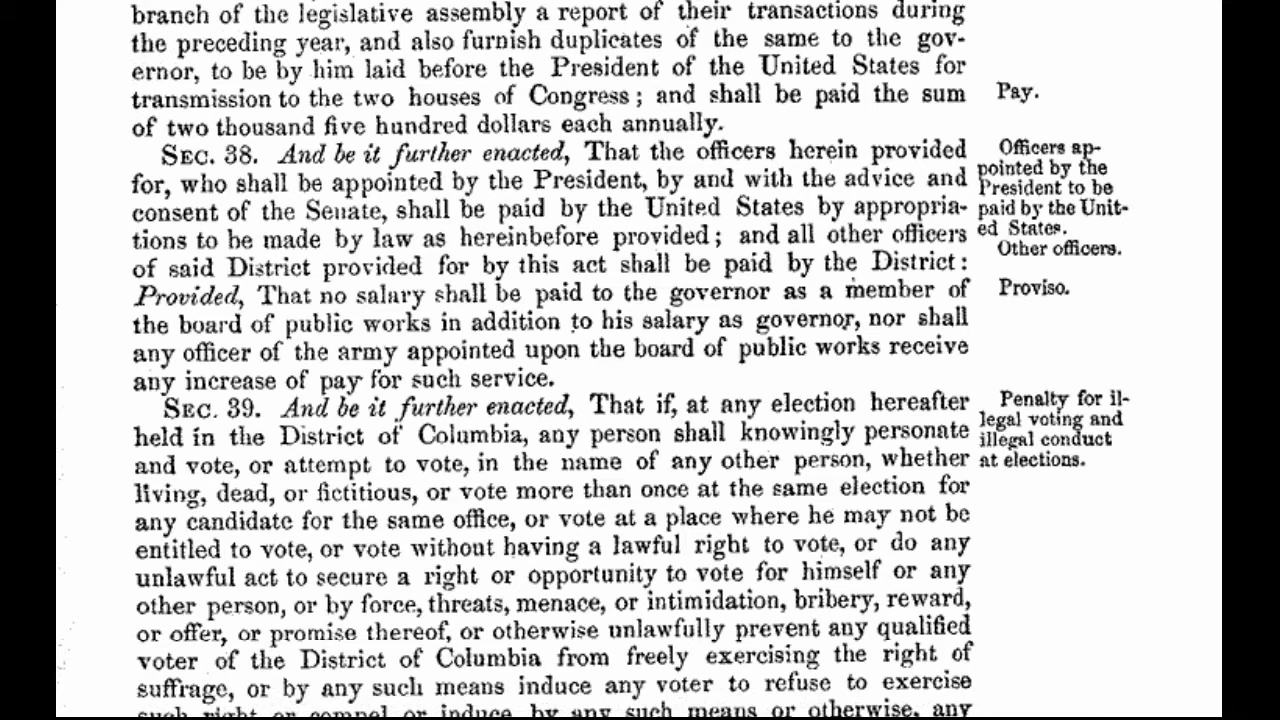 branch of the legislative assembly a report of their transactions during
the preceding year, and also furnish duplicates of the same to the gov-
ernor, to be by him laid before the President of the United States for
transmission to the two houses of Congress; and shall be paid the sum
Pay.
of two thousand five hundred dollars each annually.
SEC. 38. And be it further enacted, That the officers herein provided
for, who shall be appointed by the President, by and with the advice and
consent of the Senate, shall be paid by the United States by appropria-
tions to be made by law as hereinbefore provided; and all other officers
of said District provided for by this act shall be paid by the District:
Provided, That no salary shall be paid to the governor as a member of
the board of public works in addition to his salary as governor, nor shall
any officer of the army appointed upon the board of public works receive
any increase of pay for such service.
Officers ap-
pointed by the
President to be
paid by the Unit-
ed States.
Other officers.
Proviso.
SEC. 39. And be it further enacted, That if, at any election hereafter
held in the District of Columbia, any person shall knowingly personate
and vote, or attempt to vote, in the name of any other person, whether
living, dead, or fictitious, or vote more than once at the same election for
any candidate for the same office, or vote at a place where he may not be
entitled to vote, or vote without having a lawful right to vote, or do any
unlawful act to secure a right or opportunity to vote for himself or any
other person, or by force, threats, menace, or intimidation, bribery, reward,
or offer, or promise thereof, or otherwise unlawfully prevent any qualified
voter of the District of Columbia from freely exercising the right of
suffrage, or by any such means induce any voter to refuse to exercise
such right or compel or induce, by any such means or otherwise, any
Penalty for il-
legal voting and
illegal conduct
at elections.